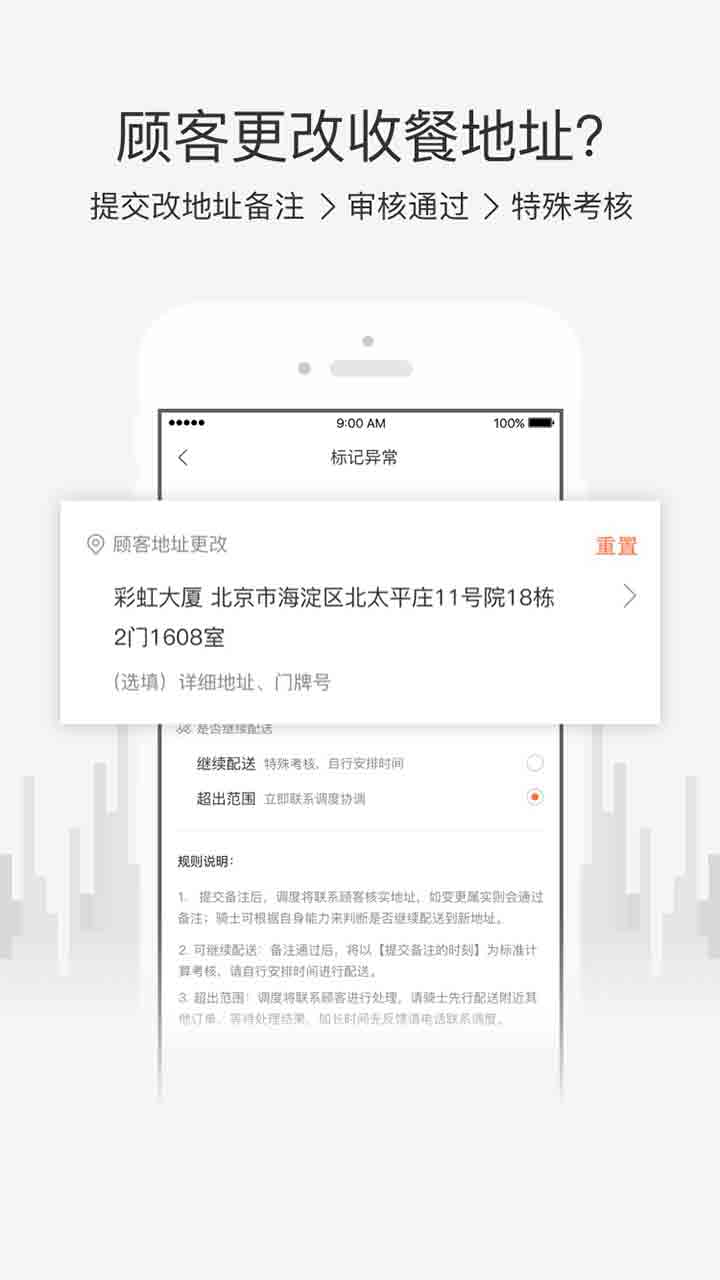 顾客更改收餐地址?
提交改地址备注 > 审核通过 > 特殊考核
9:00 AM
100%
标记异常
顾客地址更改
重置
彩虹大厦 北京市海淀区北太平庄11号院18栋
2门1608室
(选填) 详细地址、门牌号
是否继续配送
继续配送 特殊考核，自行安排时间
超出范围 立即联系调度协调
规则说明：
1. 提交备注后，调度将联系顾客核实地址，如变更属实则会通过
备注；骑士可根据自身能力来判断是否继续配送到新地址。
2. 可继续配送：备注通过后，将以【提交备注的时刻】为标准计
算考核，请自行安排时间进行配送。
3. 超出范围：调度将联系顾客进行处理，请骑士先行配送附近其
他订单，等待处理结果，如长时间无反馈请电话联系调度。